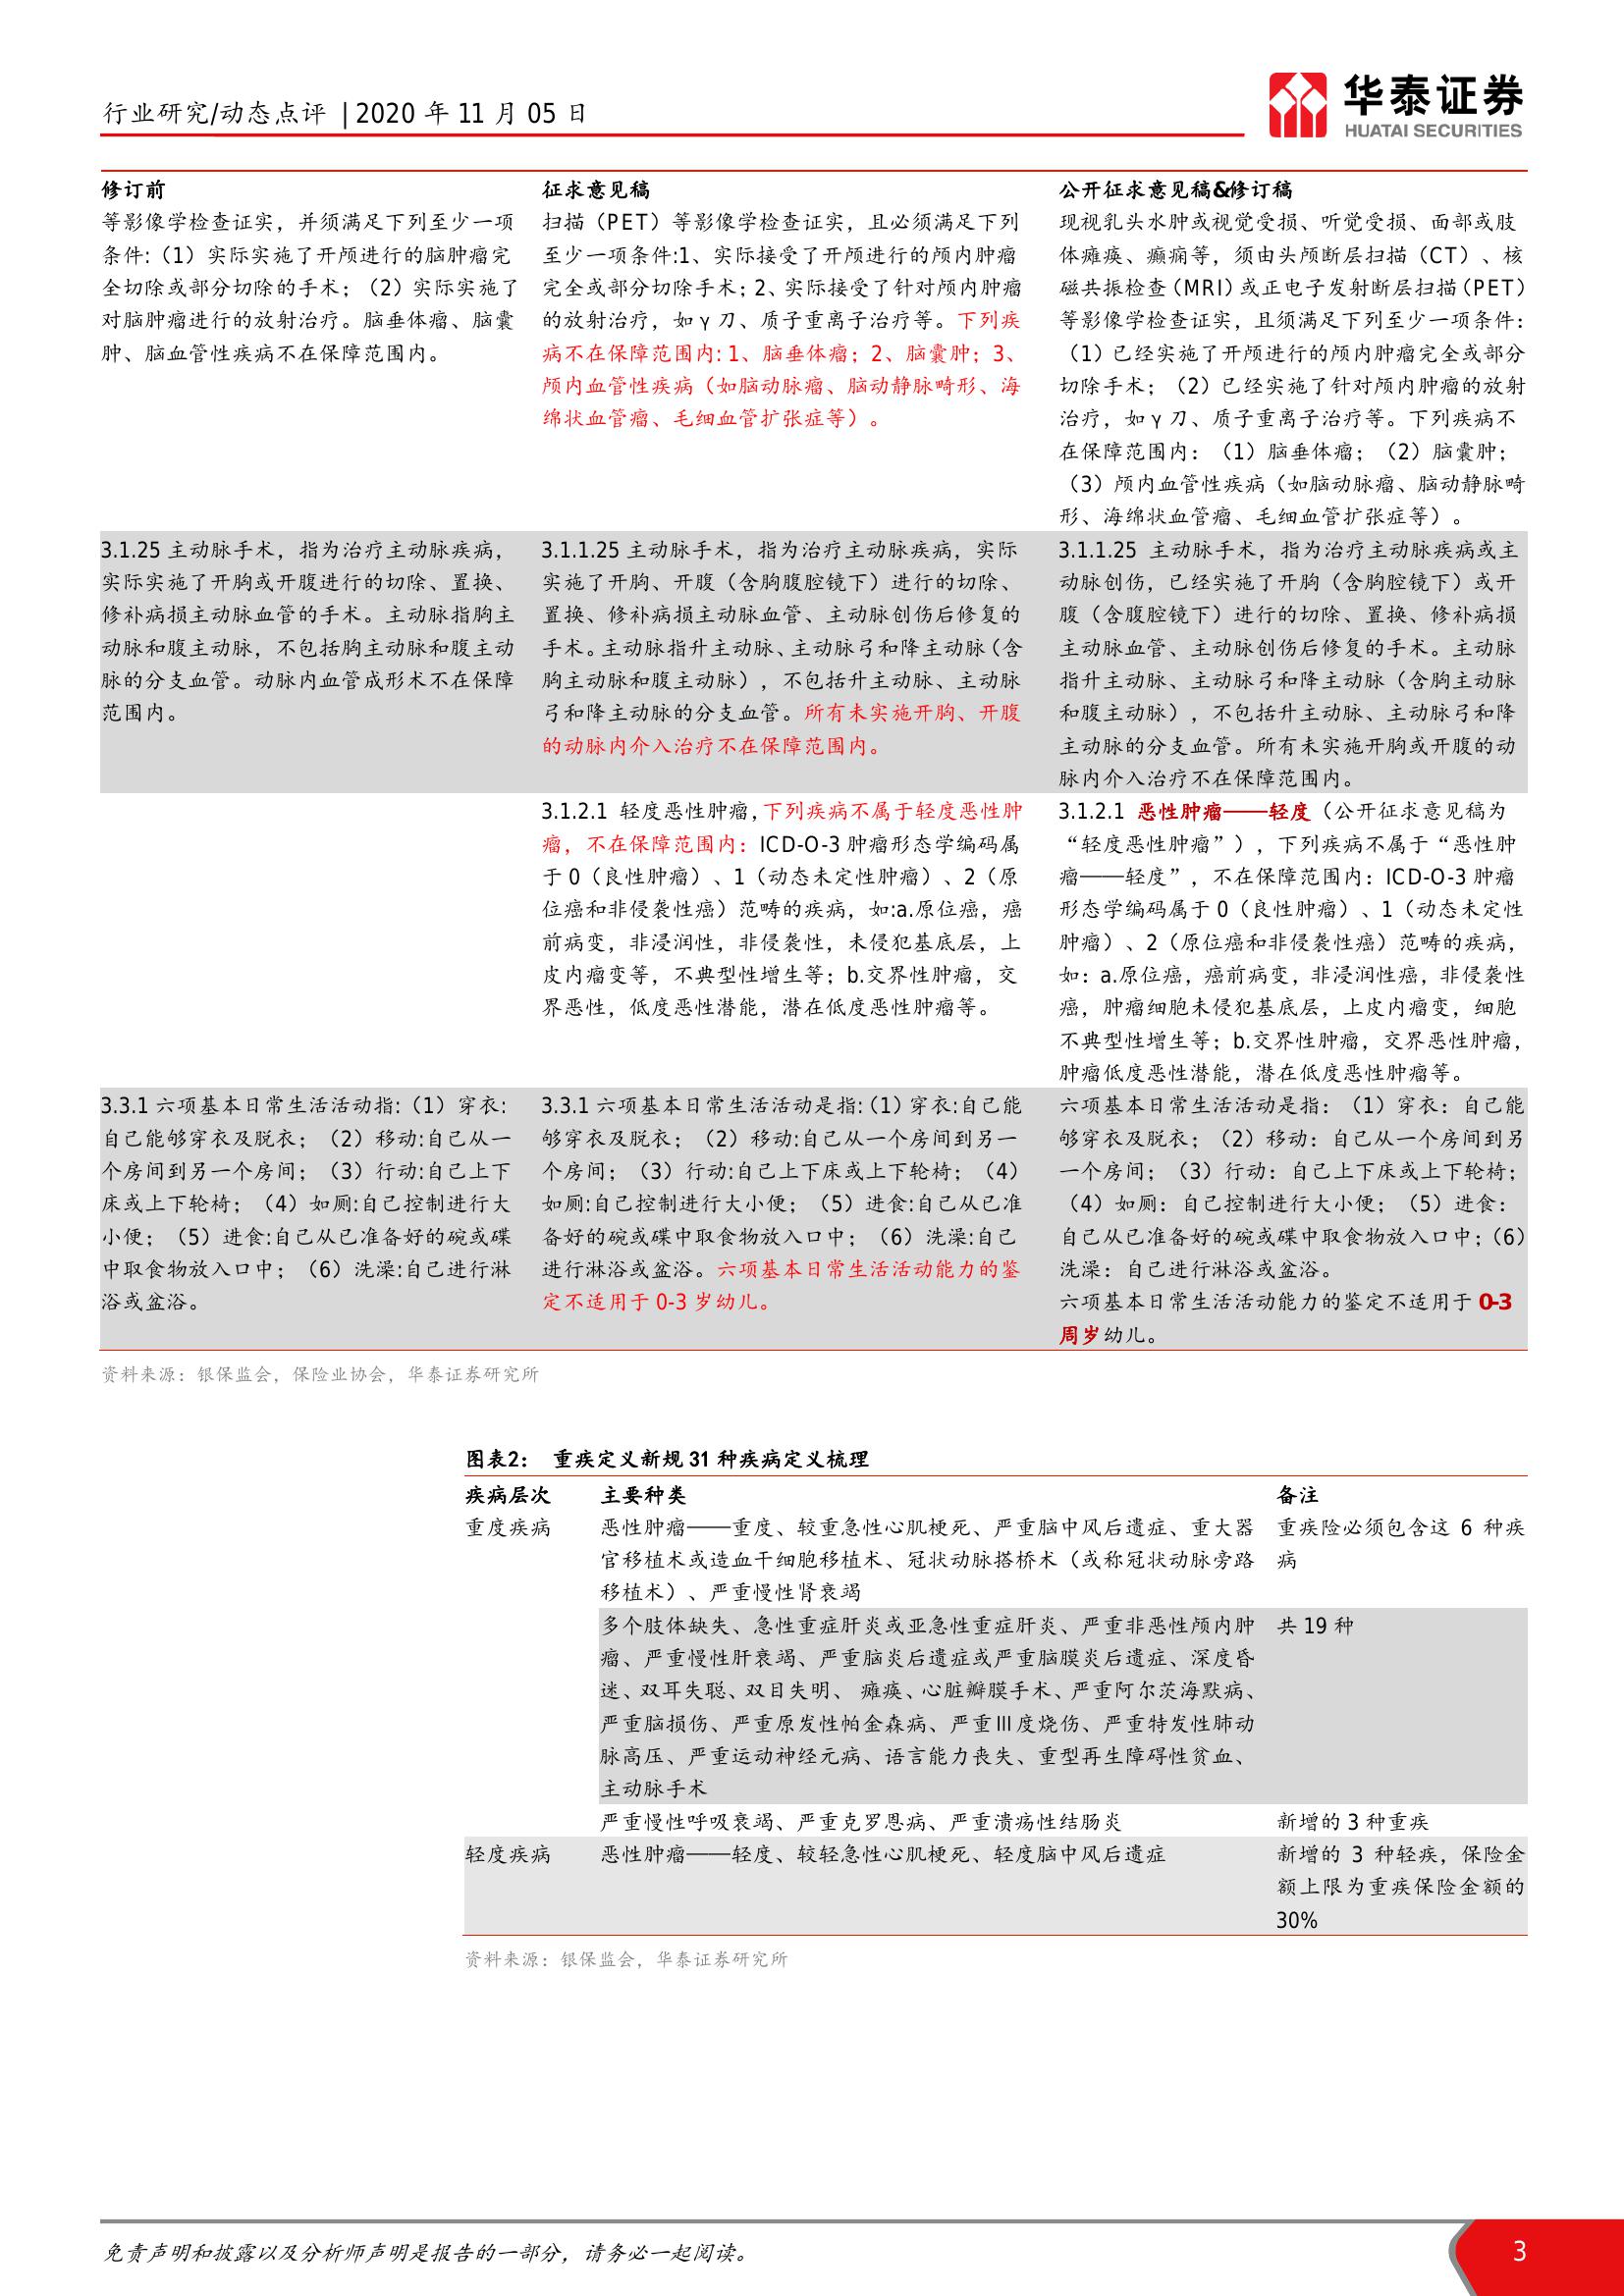 行业研究/动态点评 | 2020 年 11 月 05 日
华泰证券
HUATAI SECURITIES
修订前
等影像学检查证实，并须满足下列至少一项
条件:（1）实际实施了开颅进行的脑肿瘤完
全切除或部分切除的手术；（2）实际实施了
对脑肿瘤进行的放射治疗。脑垂体瘤、脑囊
肿、脑血管性疾病不在保障范围内。
征求意见稿
扫描（PET）等影像学检查证实，且必须满足下列
至少一项条件:1、实际接受了开颅进行的颅内肿瘤
完全或部分切除手术；2、实际接受了针对颅内肿瘤
的放射治疗，如 γ 刀、质子重离子治疗等。下列疾
病不在保障范围内: 1、脑垂体瘤；2、脑囊肿；3、
颅内血管性疾病（如脑动脉瘤、脑动静脉畸形、海
绵状血管瘤、毛细血管扩张症等）。
公开征求意见稿&修订稿
现视乳头水肿或视觉受损、听觉受损、面部或肢
体瘫痪、癫痫等，须由头颅断层扫描（CT）、核
磁共振检查（MRI）或正电子发射断层扫描（PET）
等影像学检查证实，且须满足下列至少一项条件：
（1）已经实施了开颅进行的颅内肿瘤完全或部分
切除手术；（2）已经实施了针对颅内肿瘤的放射
治疗，如 γ 刀、质子重离子治疗等。下列疾病不
在保障范围内：（1）脑垂体瘤；（2）脑囊肿；
（3）颅内血管性疾病（如脑动脉瘤、脑动静脉畸
形、海绵状血管瘤、毛细血管扩张症等）。
3.1.25 主动脉手术，指为治疗主动脉疾病，
实际实施了开胸或开腹进行的切除、置换、
修补病损主动脉血管的手术。主动脉指胸主
动脉和腹主动脉，不包括胸主动脉和腹主动
脉的分支血管。动脉内血管成形术不在保障
范围内。
3.1.1.25 主动脉手术，指为治疗主动脉疾病，实际
实施了开胸、开腹（含胸腹腔镜下）进行的切除、
置换、修补病损主动脉血管、主动脉创伤后修复的
手术。主动脉指升主动脉、主动脉弓和降主动脉（含
胸主动脉和腹主动脉），不包括升主动脉、主动脉
弓和降主动脉的分支血管。所有未实施开胸、开腹
的动脉内介入治疗不在保障范围内。
3.1.1.25 主动脉手术，指为治疗主动脉疾病或主
动脉创伤，已经实施了开胸（含胸腔镜下）或开
腹（含腹腔镜下）进行的切除、置换、修补病损
主动脉血管、主动脉创伤后修复的手术。主动脉
指升主动脉、主动脉弓和降主动脉（含胸主动脉
和腹主动脉），不包括升主动脉、主动脉弓和降
主动脉的分支血管。所有未实施开胸或开腹的动
脉内介入治疗不在保障范围内。
3.1.2.1 轻度恶性肿瘤,下列疾病不属于轻度恶性肿
瘤，不在保障范围内：ICD-O-3 肿瘤形态学编码属
于 0（良性肿瘤）、1（动态未定性肿瘤）、2（原
位癌和非侵袭性癌）范畴的疾病，如:a.原位癌，癌
前病变，非浸润性，非侵袭性，未侵犯基底层，上
皮内瘤变等，不典型性增生等；b.交界性肿瘤，交
界恶性，低度恶性潜能，潜在低度恶性肿瘤等。
3.1.2.1 恶性肿瘤——轻度（公开征求意见稿为
“轻度恶性肿瘤”），下列疾病不属于“恶性肿
瘤——轻度”，不在保障范围内：ICD-O-3 肿瘤
形态学编码属于 0（良性肿瘤）、1（动态未定性
肿瘤）、2（原位癌和非侵袭性癌）范畴的疾病，
如：a.原位癌，癌前病变，非浸润性癌，非侵袭性
癌，肿瘤细胞未侵犯基底层，上皮内瘤变，细胞
不典型性增生等；b.交界性肿瘤，交界恶性肿瘤，
肿瘤低度恶性潜能，潜在低度恶性肿瘤等。
3.3.1 六项基本日常生活活动指:（1）穿衣:
自己能够穿衣及脱衣；（2）移动:自己从一
个房间到另一个房间；（3）行动:自己上下
床或上下轮椅；（4）如厕:自己控制进行大
小便；（5）进食:自己从已准备好的碗或碟
中取食物放入口中；（6）洗澡:自己进行淋
浴或盆浴。
3.3.1 六项基本日常生活活动是指:（1）穿衣:自己能
够穿衣及脱衣；（2）移动:自己从一个房间到另一
个房间；（3）行动:自己上下床或上下轮椅；（4）
如厕:自己控制进行大小便；（5）进食:自己从已准
备好的碗或碟中取食物放入口中；（6）洗澡:自己
进行淋浴或盆浴。六项基本日常生活活动能力的鉴
定不适用于 0-3 岁幼儿。
六项基本日常生活活动是指：（1）穿衣：自己能
够穿衣及脱衣；（2）移动：自己从一个房间到另
一个房间；（3）行动：自己上下床或上下轮椅；
（4）如厕：自己控制进行大小便；（5）进食：
自己从已准备好的碗或碟中取食物放入口中；（6）
洗澡：自己进行淋浴或盆浴。
六项基本日常生活活动能力的鉴定不适用于 0-3
周岁幼儿。
资料来源：银保监会，保险业协会，华泰证券研究所
图表2： 重疾定义新规 31 种疾病定义梳理
疾病层次 主要种类 备注
重度疾病
恶性肿瘤——重度、较重急性心肌梗死、严重脑中风后遗症、重大器
官移植术或造血干细胞移植术、冠状动脉搭桥术（或称冠状动脉旁路
移植术）、严重慢性肾衰竭
重疾险必须包含这 6 种疾
病
多个肢体缺失、急性重症肝炎或亚急性重症肝炎、严重非恶性颅内肿
瘤、严重慢性肝衰竭、严重脑炎后遗症或严重脑膜炎后遗症、深度昏
迷、双耳失聪、双目失明、 瘫痪、心脏瓣膜手术、严重阿尔茨海默病、
严重脑损伤、严重原发性帕金森病、严重Ⅲ度烧伤、严重特发性肺动
脉高压、严重运动神经元病、语言能力丧失、重型再生障碍性贫血、
主动脉手术
共 19 种
严重慢性呼吸衰竭、严重克罗恩病、严重溃疡性结肠炎
新增的 3 种重疾
轻度疾病
恶性肿瘤——轻度、较轻急性心肌梗死、轻度脑中风后遗症
新增的 3 种轻疾，保险金
额上限为重疾保险金额的
30%
资料来源：银保监会，华泰证券研究所
免责声明和披露以及分析师声明是报告的一部分，请务必一起阅读。
3